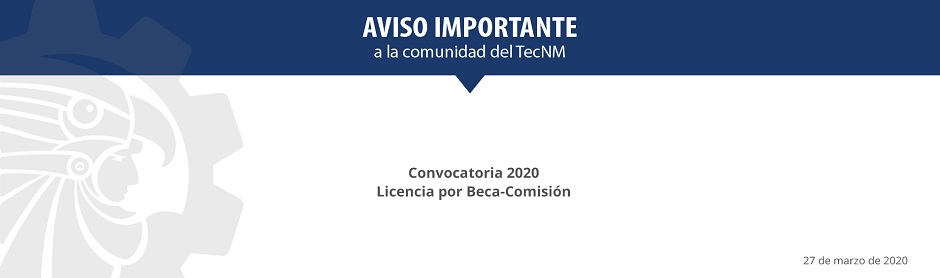 AVISO IMPORTANTE
a la comunidad del TecNM
Convocatoria 2020
Licencia por Beca-Comisión
27 de marzo de 2020